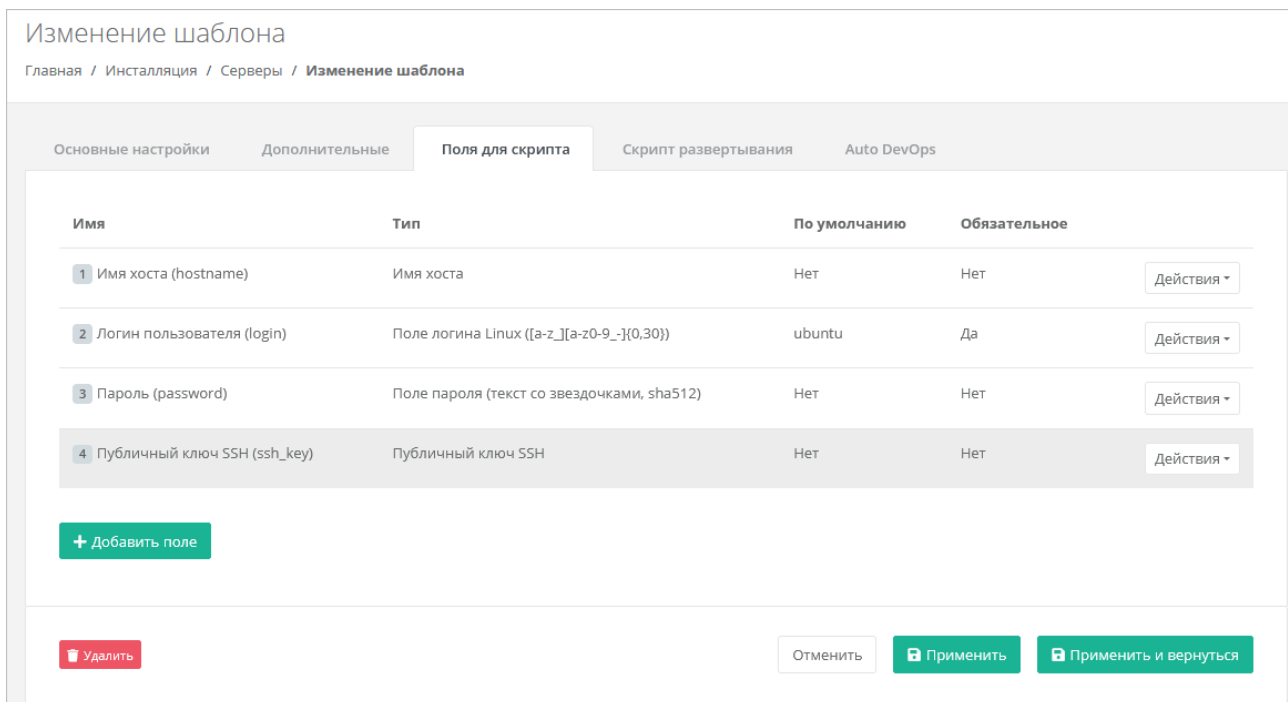 Изменение шаблона
Главная / Инсталляция / Серверы / Изменение шаблона
Основные настройки Дополнительные Поля для скрипта Скрипт развертывания Auto DevOps
Имя Тип По умолчанию Обязательное
1 Имя хоста (hostname) Имя хоста Нет Нет Действия
2 Логин пользователя (login) Поле логина Linux ([a-z_][a-z0-9_-]{0,30}) ubuntu Да Действия
3 Пароль (password) Поле пароля (текст со звездочками, sha512) Нет Нет Действия
4 Публичный ключ SSH (ssh_key) Публичный ключ SSH Нет Нет Действия
+ Добавить поле
Удалить Отменить Применить Применить и вернуться